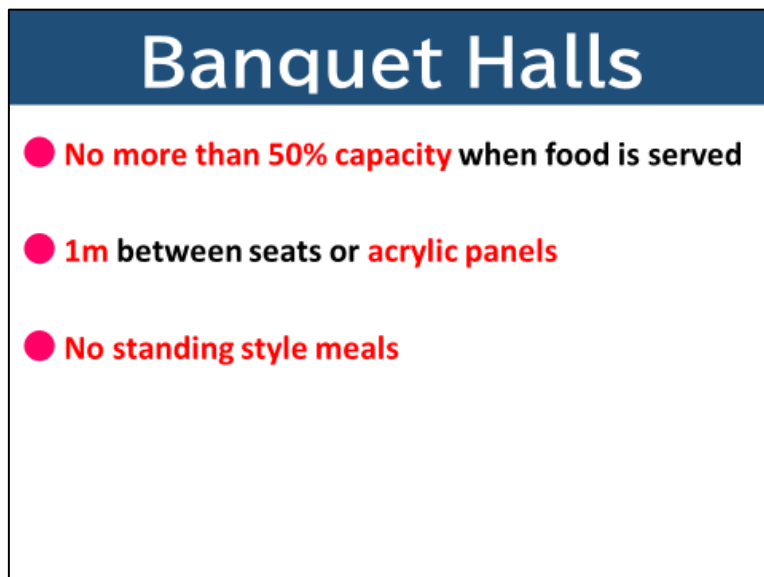 Banquet Halls
No more than 50% capacity when food is served
1m between seats or acrylic panels
No standing style meals